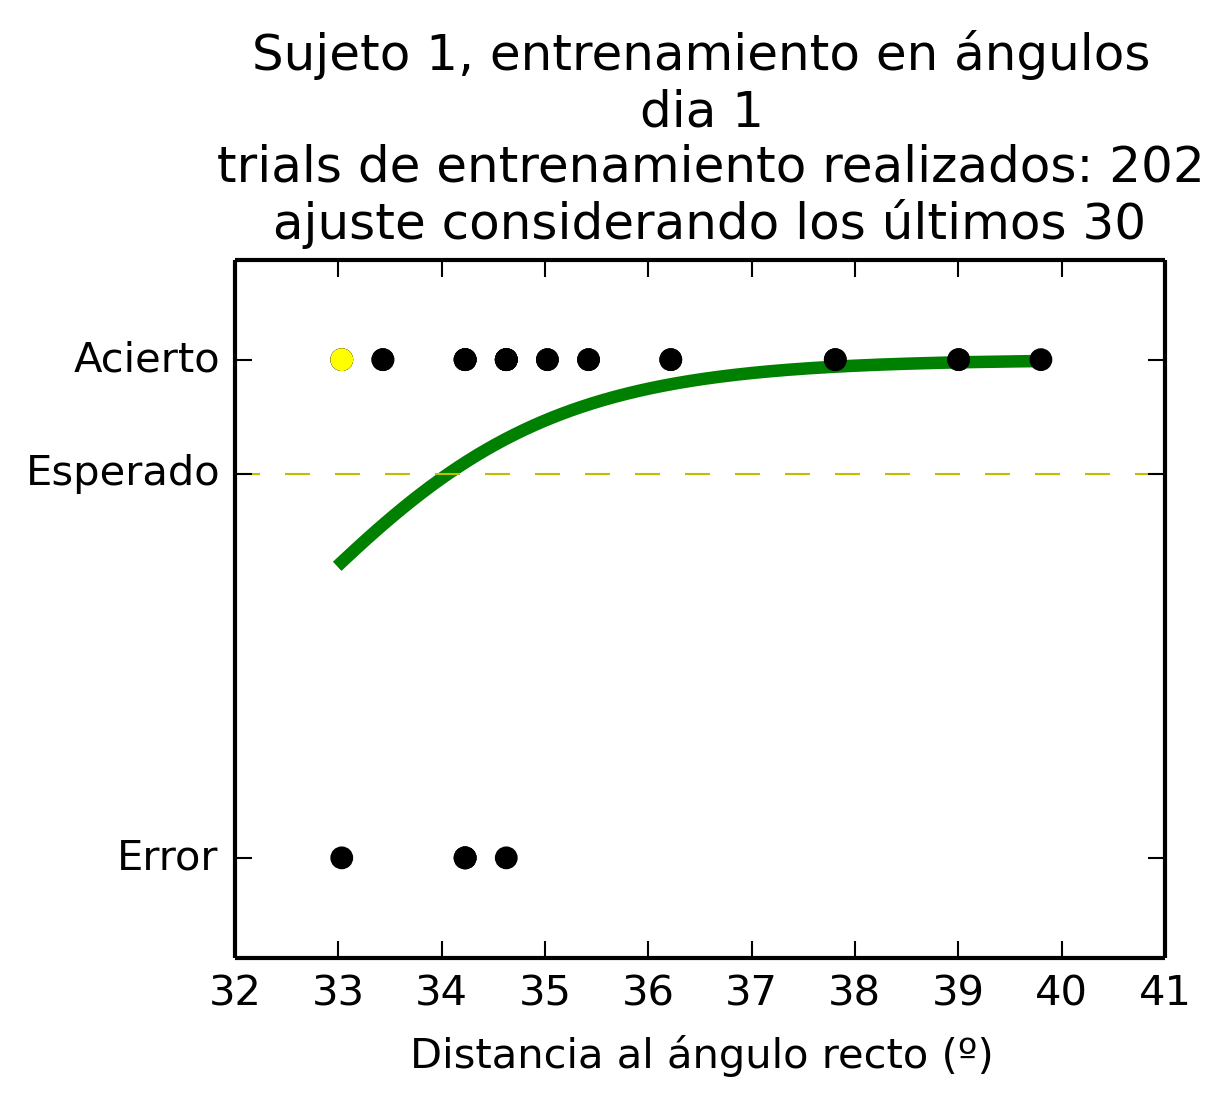 Sujeto 1, entrenamiento en ángulos
dia 1
trials de entrenamiento realizados: 202
ajuste considerando los últimos 30
Acierto
Esperado
Error
32 33 34 35 36 37 38 39 40 41
Distancia al ángulo recto (º)